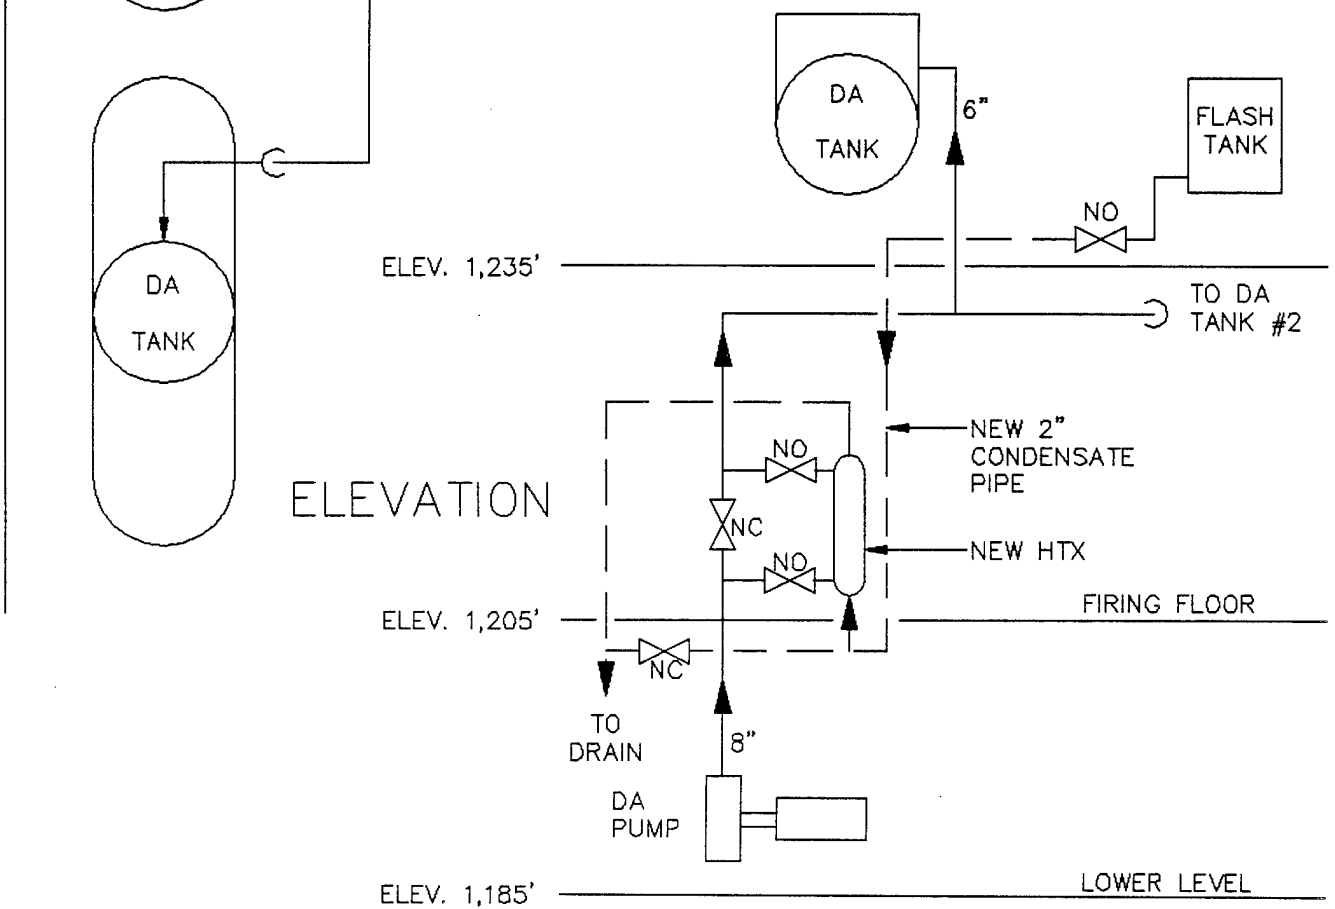 DA
TANK
6"
FLASH
TANK
NO
ELEV. 1,235'
DA
TANK
TO DA
TANK #2
NEW 2"
CONDENSATE
PIPE
NO
ELEVATION
NC
NEW HTX
NO
ELEV. 1,205'
FIRING FLOOR
NC
TO
DRAIN
8"
DA
PUMP
ELEV. 1,185'
LOWER LEVEL